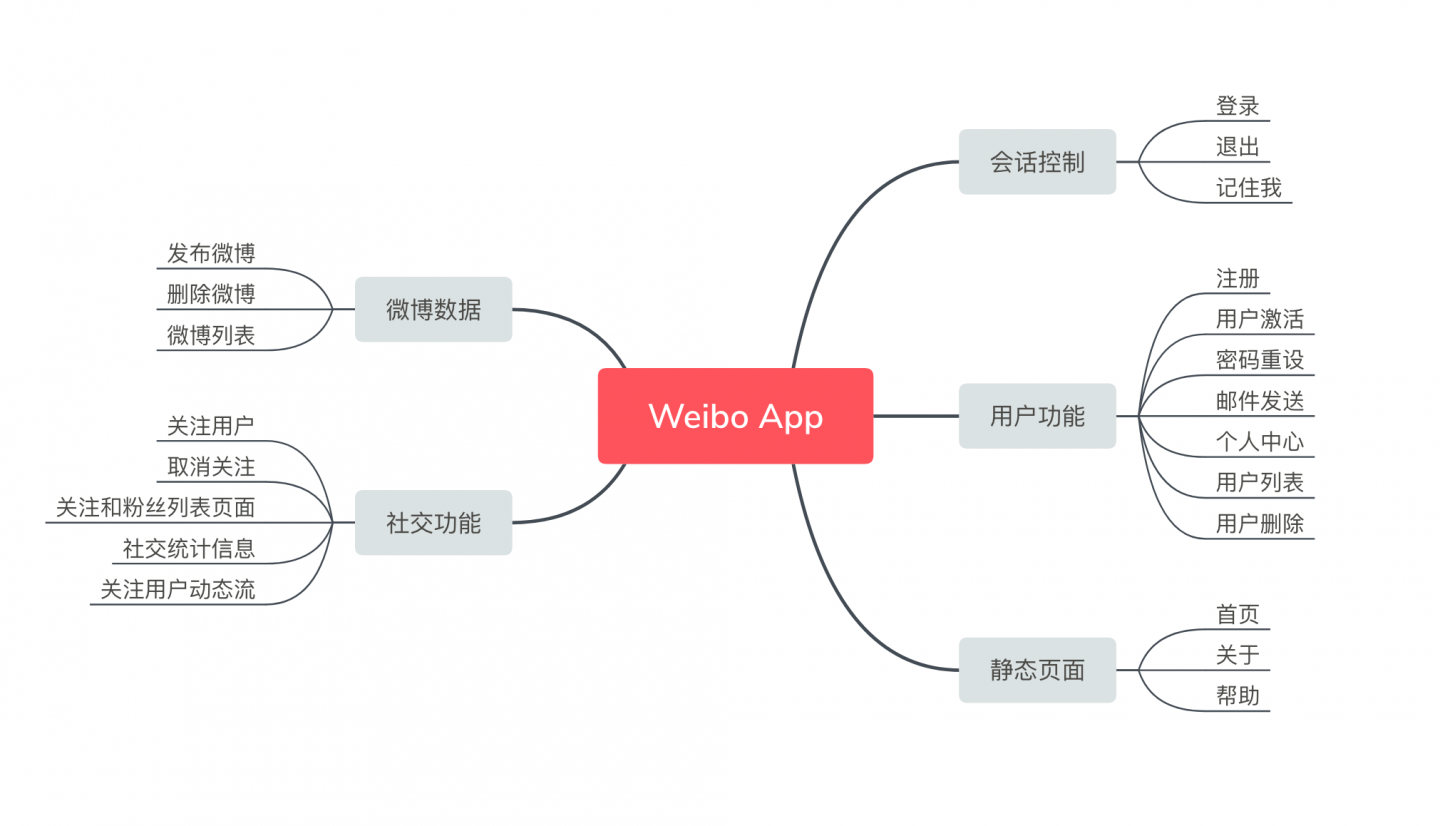 Weibo App
会话控制
登录
退出
记住我
用户功能
注册
用户激活
密码重设
邮件发送
个人中心
用户列表
用户删除
静态页面
首页
关于
帮助
微博数据
发布微博
删除微博
微博列表
社交功能
关注用户
取消关注
关注和粉丝列表页面
社交统计信息
关注用户动态流